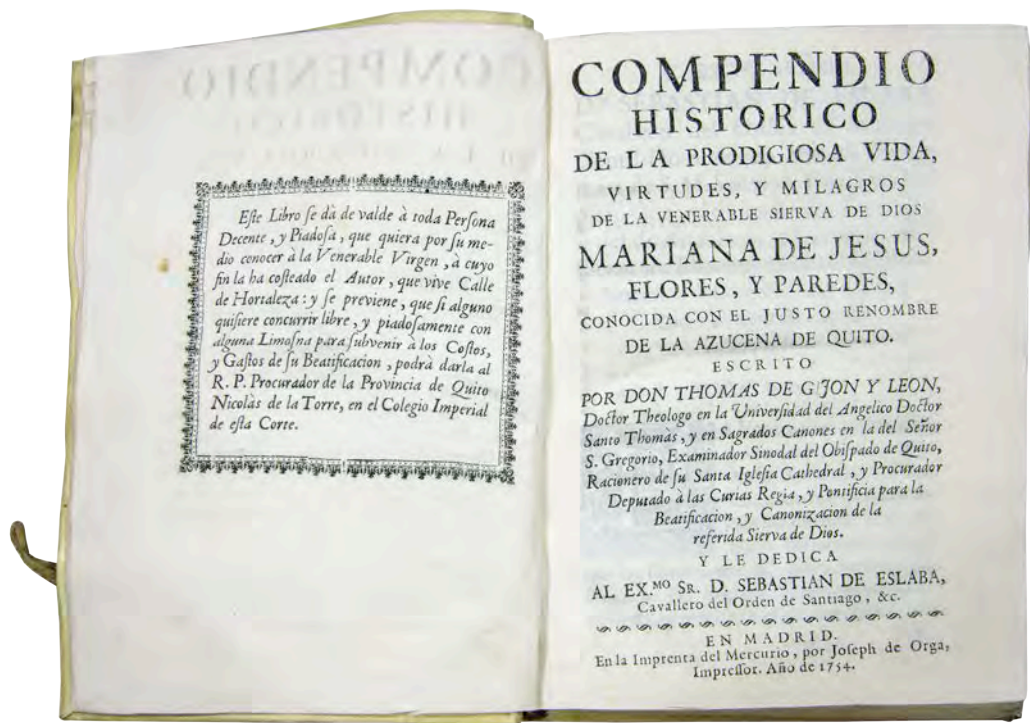 Eſte Libro ſe dà de valde à toda Perſona
Decente, y Piadoſa, que quiera por ſu me-
dio conocer à la Venerable Virgen, à cuyo
fin la ha coſteado el Autor, que vive Calle
de Hortaleza: y ſe previene, que ſi alguno
quiſiere concurrir libre, y piadoſamente con
alguna Limoſna para ſubvenir à los Coſtos,
y Gaſtos de ſu Beatificacion, podrà darla al
R. P. Procurador de la Provincia de Quito
Nicolàs de la Torre, en el Colegio Imperial
de eſta Corte.
COMPENDIO
HISTORICO
DE LA PRODIGIOSA VIDA,
VIRTUDES, Y MILAGROS
DE LA VENERABLE SIERVA DE DIOS
MARIANA DE JESUS,
FLORES, Y PAREDES,
CONOCIDA CON EL JUSTO RENOMBRE
DE LA AZUCENA DE QUITO.
ESCRITO
POR DON THOMAS DE GIJON Y LEON,
Doctor Theologo en la Univerſidad del Angelico Doctor
Santo Thomàs, y en Sagrados Canones en la del Señor
S. Gregorio, Examinador Sinodal del Obiſpado de Quito,
Racionero de ſu Santa Igleſia Cathedral, y Procurador
Deputado à las Curias Regia, y Pontificia para la
Beatificacion, y Canonizacion de la
referida Sierva de Dios.
Y LE DEDICA
AL EX.MO SR. D. SEBASTIAN DE ESLABA,
Cavallero del Orden de Santiago, &c.
EN MADRID.
En la Imprenta del Mercurio, por Joſeph de Orga,
Impreſſor. Año de 1754.